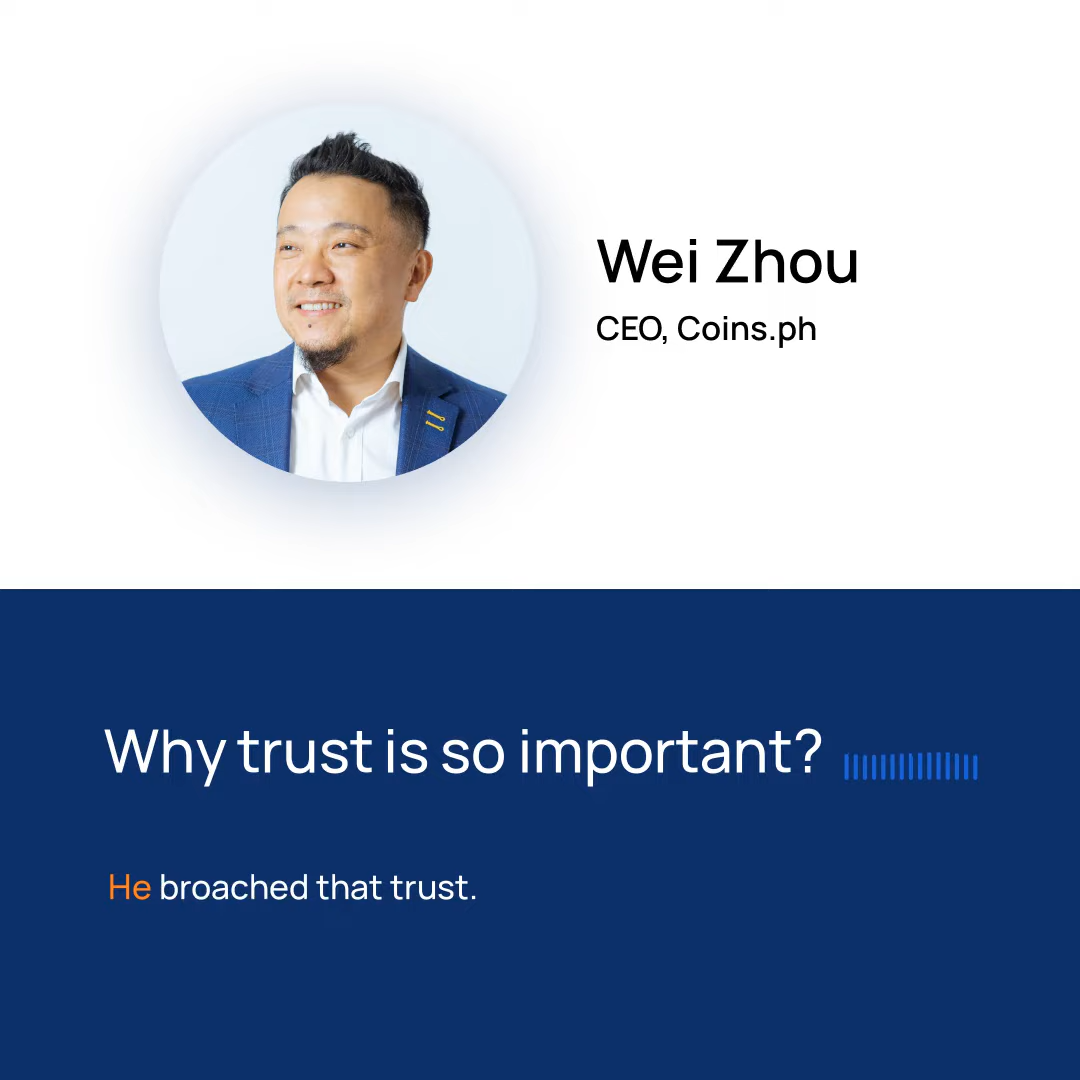 Wei Zhou
CEO, Coins.ph
Why trust is so important?
He broached that trust.